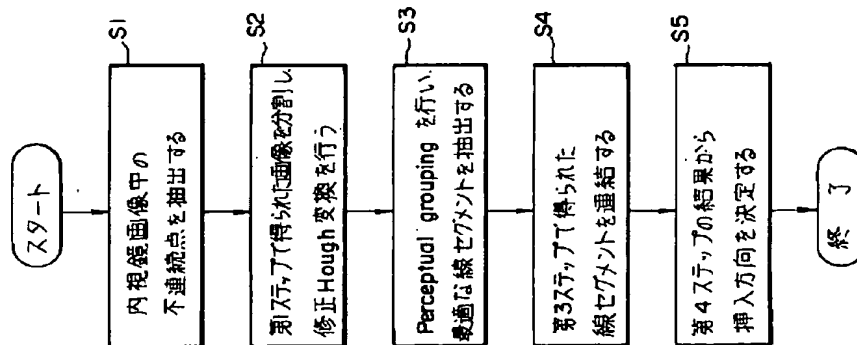 スタート
S1
内視鏡画像中の
不連続点を抽出する
S2
第1ステップで得られた画像を分割し、
修正Hough変換を行う
S3
Perceptual groupingを行い、
最適な線セグメントを抽出する
S4
第3ステップで得られた
線セグメントを連結する
S5
第4ステップの結果から
挿入方向を決定する
終了